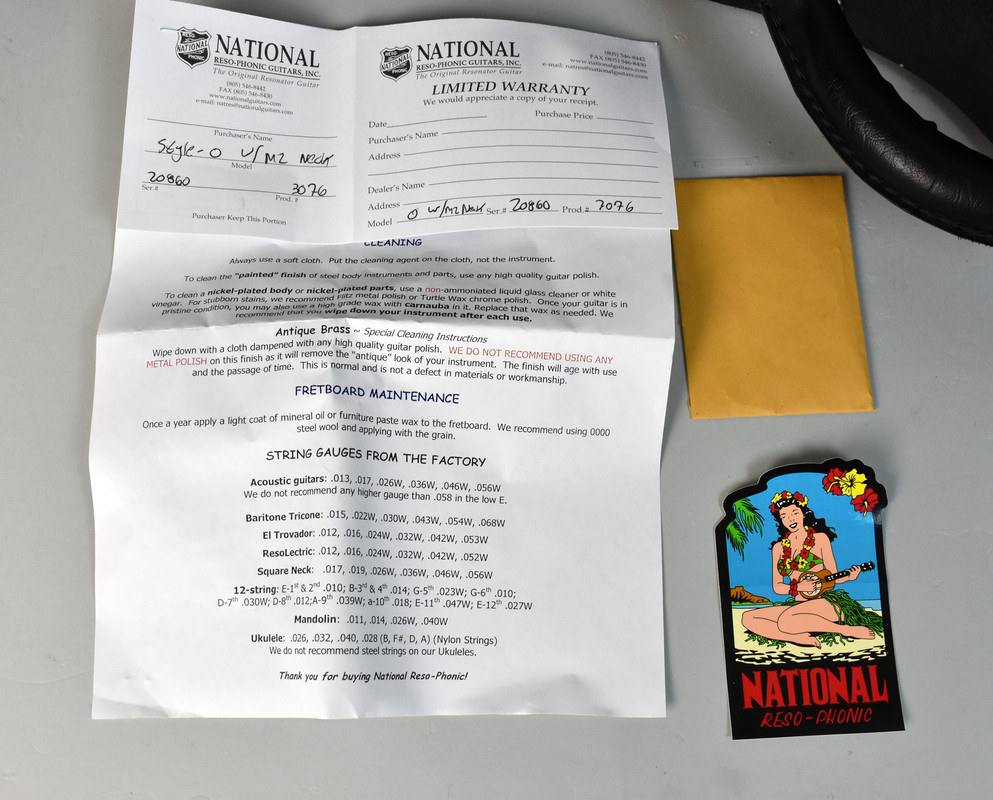 NATIONAL
RESO-PHONIC GUITARS, INC.
The Original Resonator Guitar
(805) 546-8442
FAX (805) 546-8430
www.nationalguitars.com
e-mail: natres@nationalguitars.com
Purchaser's Name
Style-O W/M2 Neck
Model
20860 3076
Ser.# Prod. #
Purchaser Keep This Portion
NATIONAL
RESO-PHONIC GUITARS, INC.
The Original Resonator Guitar
(805) 546-8442
FAX (805) 546-8430
www.nationalguitars.com
e-mail: natres@nationalguitars.com
LIMITED WARRANTY
We would appreciate a copy of your receipt.
Date Purchase Price
Purchaser's Name
Address
Dealer's Name
Address
Model O W/M2 Neck Ser.# 20860 Prod.# 7076
CLEANING
Always use a soft cloth. Put the cleaning agent on the cloth, not the instrument.
To clean the "painted" finish of steel body instruments and parts, use any high quality guitar polish.
To clean a nickel-plated body or nickel-plated parts, use a non-ammoniated liquid glass cleaner or white
vinegar. For stubborn stains, we recommend Flitz metal polish or Turtle Wax chrome polish. Once your guitar is in
pristine condition, you may also use a high grade wax with carnauba in it. Replace that wax as needed. We
recommend that you wipe down your instrument after each use.
Antique Brass ~ Special Cleaning Instructions
Wipe down with a cloth dampened with any high quality guitar polish. WE DO NOT RECOMMEND USING ANY
METAL POLISH on this finish as it will remove the "antique" look of your instrument. The finish will age with use
and the passage of time. This is normal and is not a defect in materials or workmanship.
FRETBOARD MAINTENANCE
Once a year apply a light coat of mineral oil or furniture paste wax to the fretboard. We recommend using 0000
steel wool and applying with the grain.
STRING GAUGES FROM THE FACTORY
Acoustic guitars: .013, .017, .026W, .036W, .046W, .056W
We do not recommend any higher gauge than .058 in the low E.
Baritone Tricone: .015, .022W, .030W, .043W, .054W, .068W
El Trovador: .012, .016, .024W, .032W, .042W, .053W
ResoLectric: .012, .016, .024W, .032W, .042W, .052W
Square Neck: .017, .019, .026W, .036W, .046W, .056W
12-string: E-1st & 2nd .010; B-3rd & 4th .014; G-5th .023W; G-6th .010;
D-7th .030W; D-8th .012;A-9th .039W; a-10th .018; E-11th .047W; E-12th .027W
Mandolin: .011, .014, .026W, .040W
Ukulele: .026, .032, .040, .028 (B, F#, D, A) (Nylon Strings)
We do not recommend steel strings on our Ukuleles.
Thank you for buying National Reso-Phonic!
NATIONAL
RESO-PHONIC